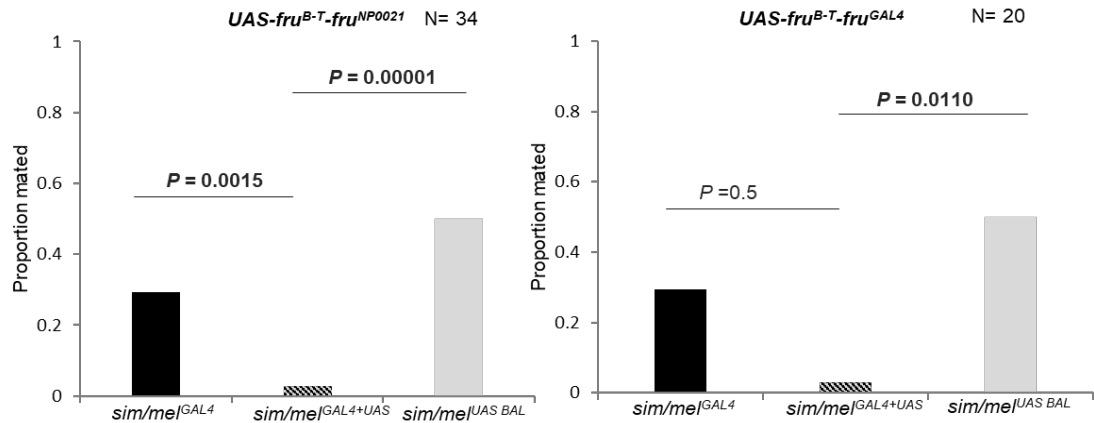 UAS-fruB-T-fruNP0021 N= 34
Proportion mated
1
0.8
0.6
0.4
0.2
0
P = 0.00001
P = 0.0015
sim/melGAL4
sim/melGAL4+UAS
sim/melUAS BAL
UAS-fruB-T-fruGAL4 N= 20
Proportion mated
1
0.8
0.6
0.4
0.2
0
P = 0.0110
P =0.5
sim/melGAL4
sim/melGAL4+UAS
sim/melUAS BAL